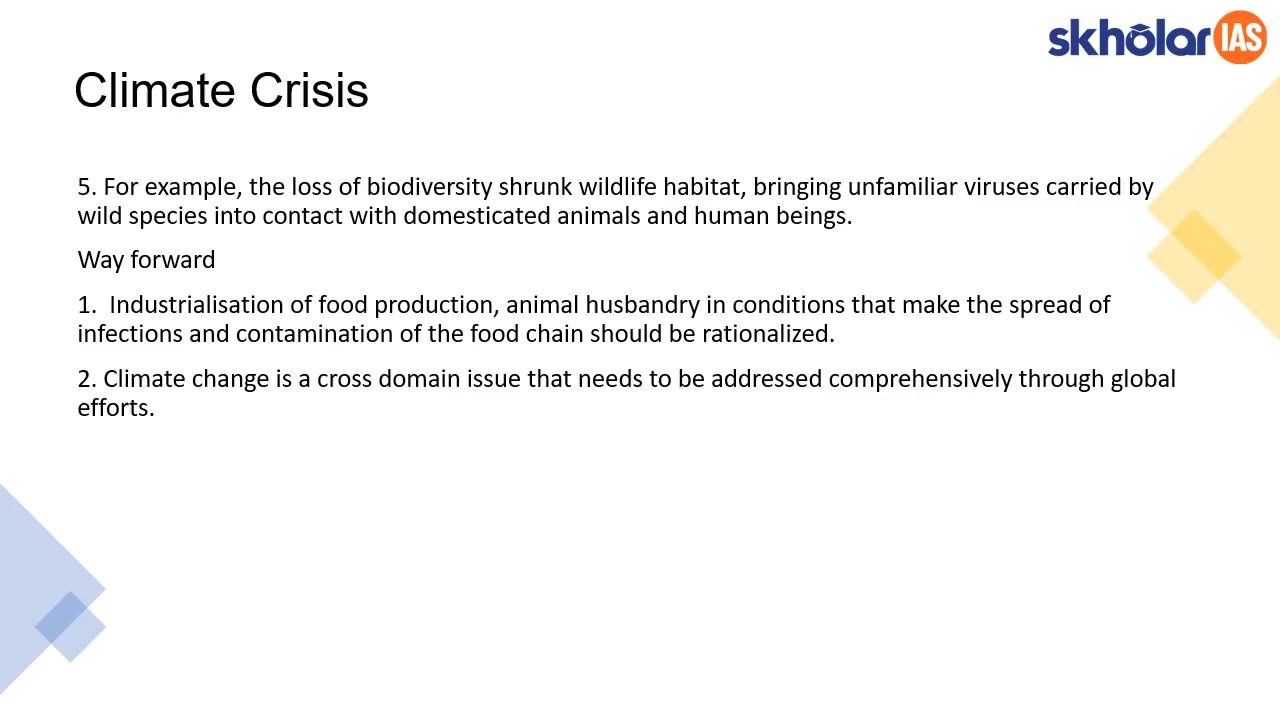 skholar IAS
Climate Crisis
5. For example, the loss of biodiversity shrunk wildlife habitat, bringing unfamiliar viruses carried by
wild species into contact with domesticated animals and human beings.
Way forward
1.  Industrialisation of food production, animal husbandry in conditions that make the spread of
infections and contamination of the food chain should be rationalized.
2. Climate change is a cross domain issue that needs to be addressed comprehensively through global
efforts.